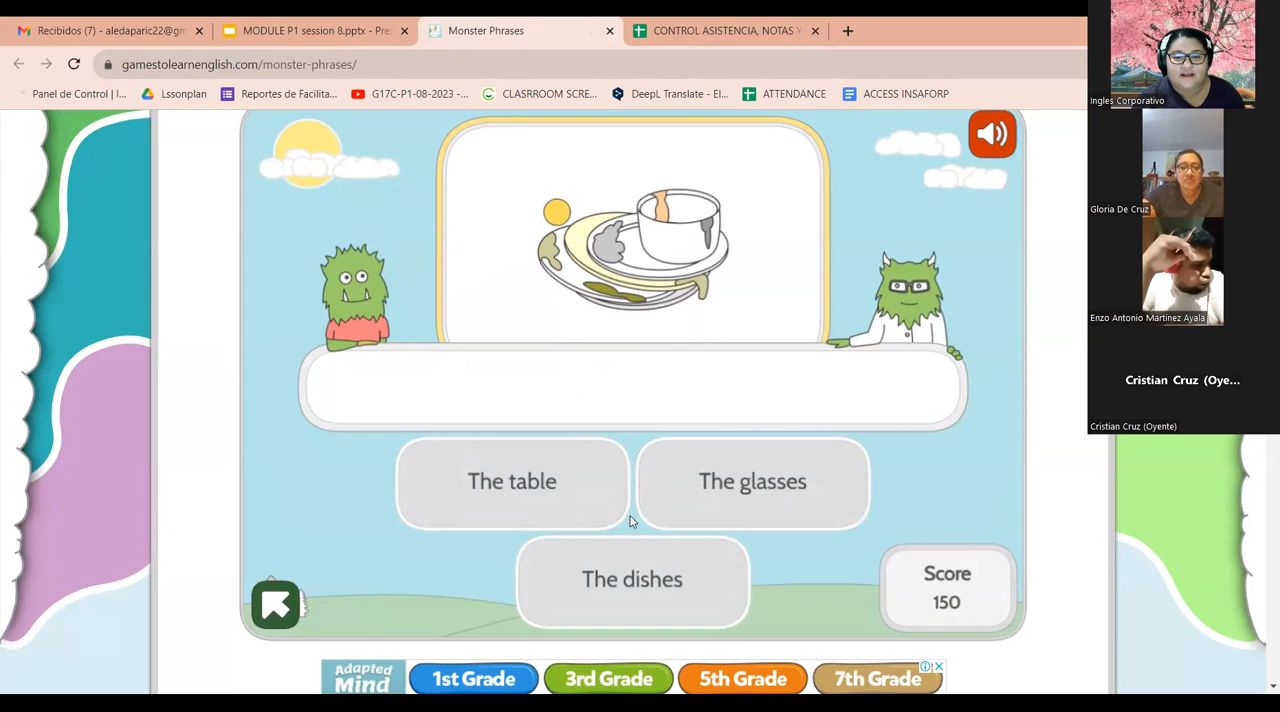 Recibidos (7) - aledaparic22@gm
MODULE P1 session 8.pptx - Pre
Monster Phrases
CONTROL ASISTENCIA, NOTAS Y
gamestolearnenglish.com/monster-phrases/
Panel de Control | I...
Lssonplan
Reportes de Facilita...
G17C-P1-08-2023 -...
CLASSROOM SCRE...
DeepL Translate - El...
ATTENDANCE
ACCESS INSAFORP
Ingles Corporativo
Gloria De Cruz
Enzo Antonio Martinez Ayala
Cristian Cruz (Oye...
Cristian Cruz (Oyente)
The table
The glasses
The dishes
Score
150
Adapted
Mind
1st Grade
3rd Grade
5th Grade
7th Grade